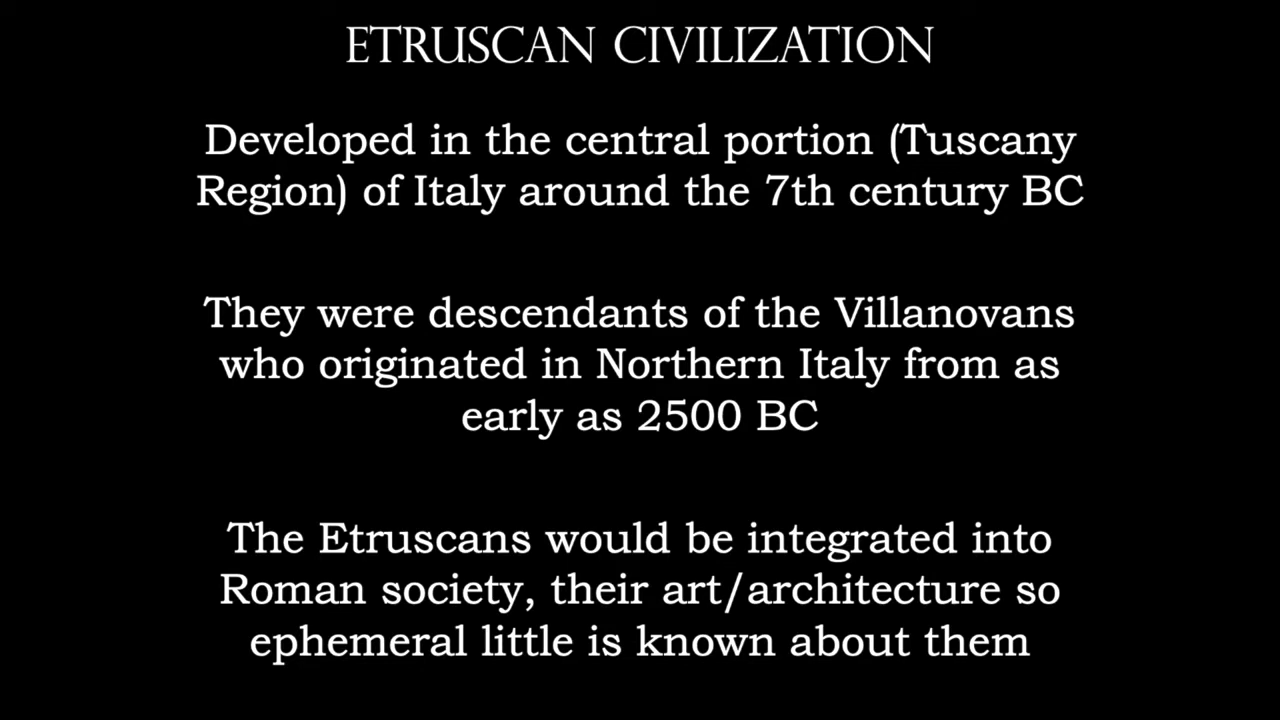 ETRUSCAN CIVILIZATION
Developed in the central portion (Tuscany
Region) of Italy around the 7th century BC
They were descendants of the Villanovans
who originated in Northern Italy from as
early as 2500 BC
The Etruscans would be integrated into
Roman society, their art/architecture so
ephemeral little is known about them